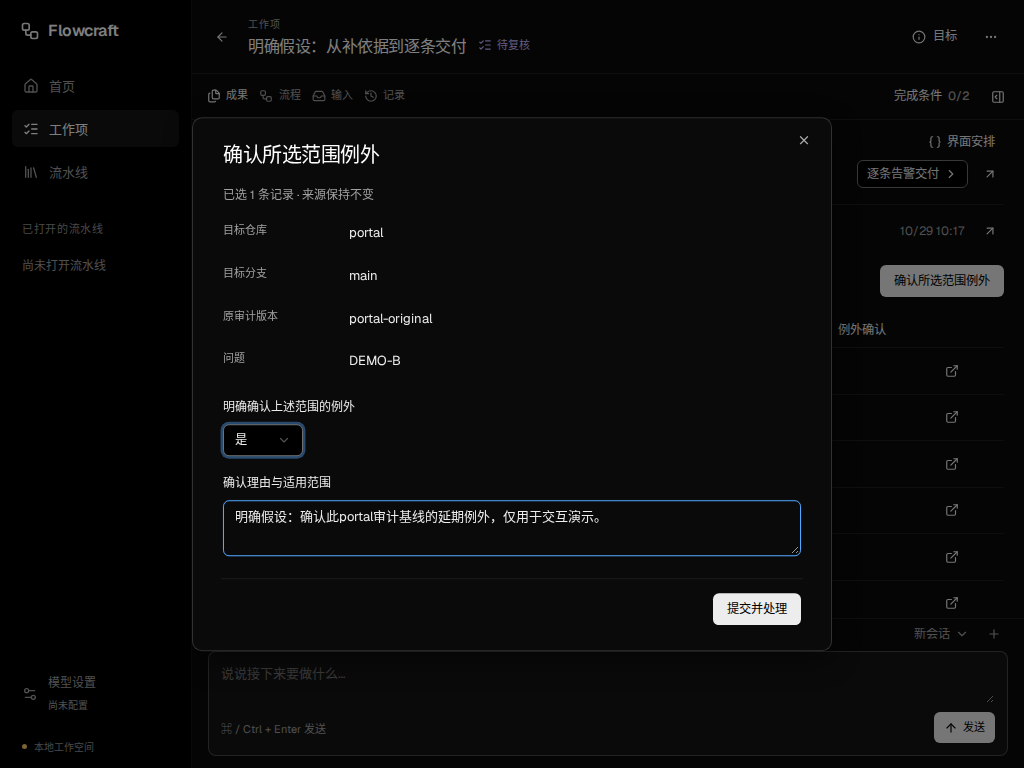 Flowcraft
首页
工作项
流水线
已打开的流水线
尚未打开流水线
模型设置
尚未配置
本地工作空间
工作项
明确假设：从补依据到逐条交付
待复核
目标
成果
流程
输入
记录
完成条件 0/2
{ } 界面安排
逐条告警交付
10/29 10:17
确认所选范围例外
例外确认
确认所选范围例外
已选 1 条记录 · 来源保持不变
目标仓库
portal
目标分支
main
原审计版本
portal-original
问题
DEMO-B
明确确认上述范围的例外
是
确认理由与适用范围
明确假设：确认此portal审计基线的延期例外，仅用于交互演示。
提交并处理
新会话
说说接下来要做什么…
⌘ / Ctrl + Enter 发送
发送